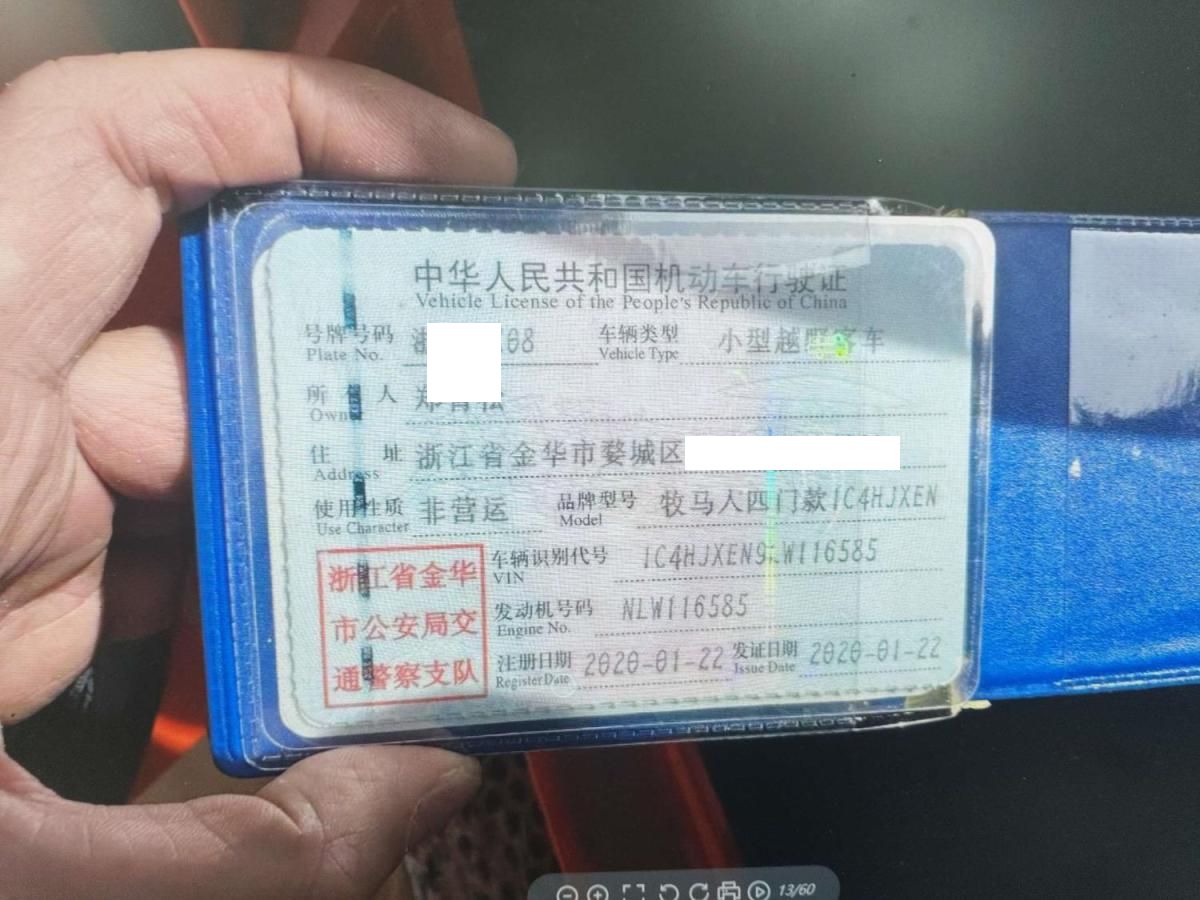 中华人民共和国机动车行驶证
Vehicle License of the People's Republic of China
号牌号码 浙 08 车辆类型 小型越野客车
Plate No. Vehicle Type
所 人
Owner
住 址 浙江省金华市婺城区
Address
使用性质 非营运 品牌型号 牧马人四门款1C4HJXEN
Use Character Model
浙江省金华 车辆识别代号
VIN
市公安局交 发动机号码 NLW116585
Engine No.
通警察支队 注册日期 2020-01-22 发证日期 2020-01-22
Register Date Issue Date
13/60